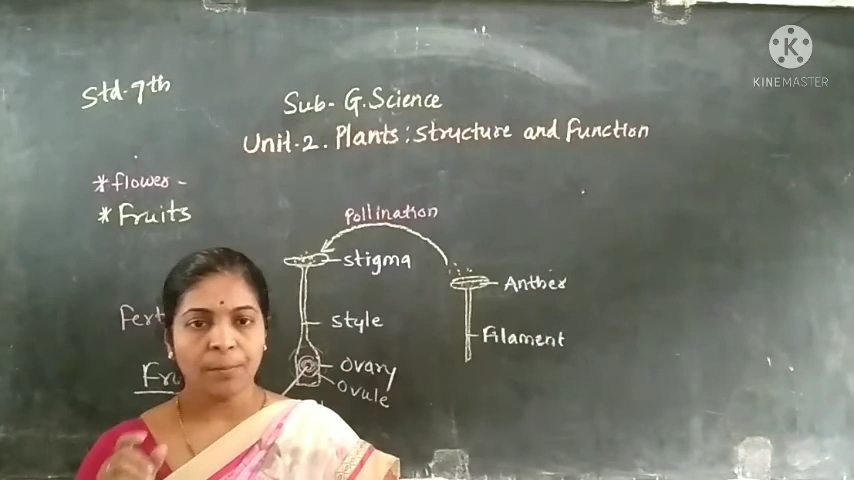 Std. 7th
Sub- G. Science
Unit. 2. Plants: Structure and Function
* flower -
* Fruits
Pollination
Stigma
Anther
Style
Filament
Ovary
Ovule
KINEMASTER